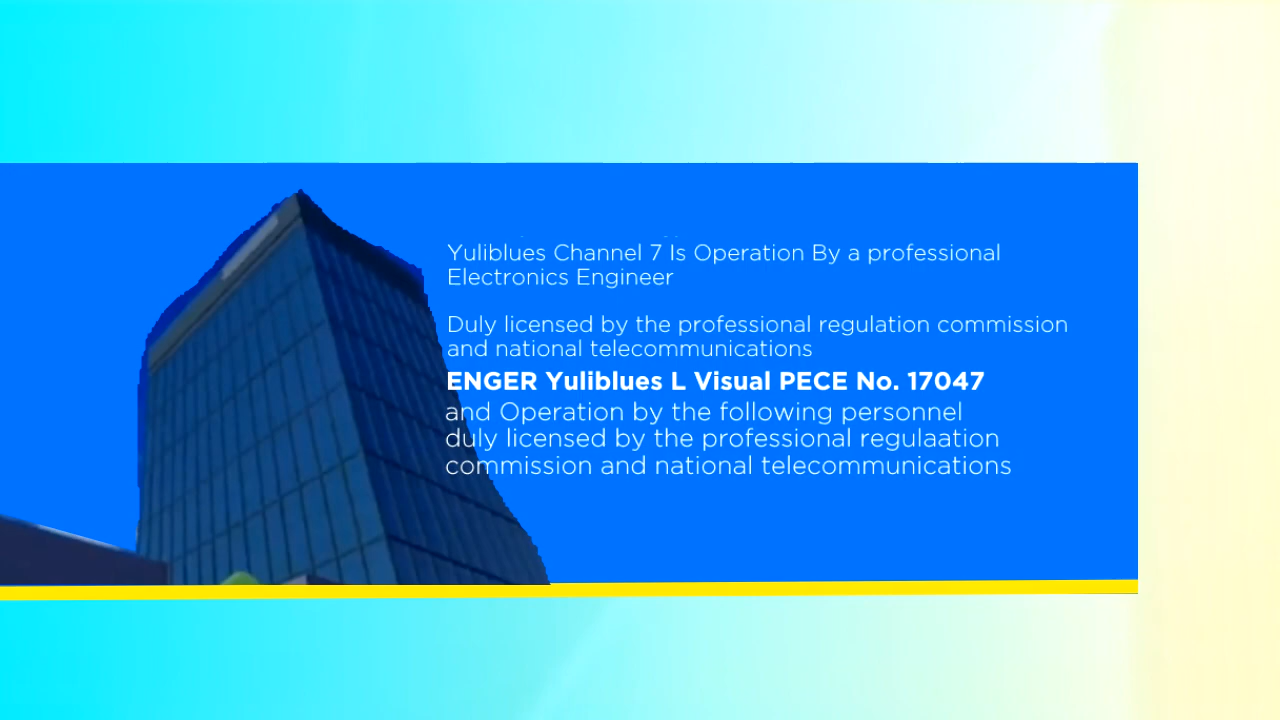 Yuliblues Channel 7 Is Operation By a professional
Electronics Engineer
Duly licensed by the professional regulation commission
and national telecommunications
ENGER Yuliblues L Visual PECE No. 17047
and Operation by the following personnel
duly licensed by the professional regulaation
commission and national telecommunications